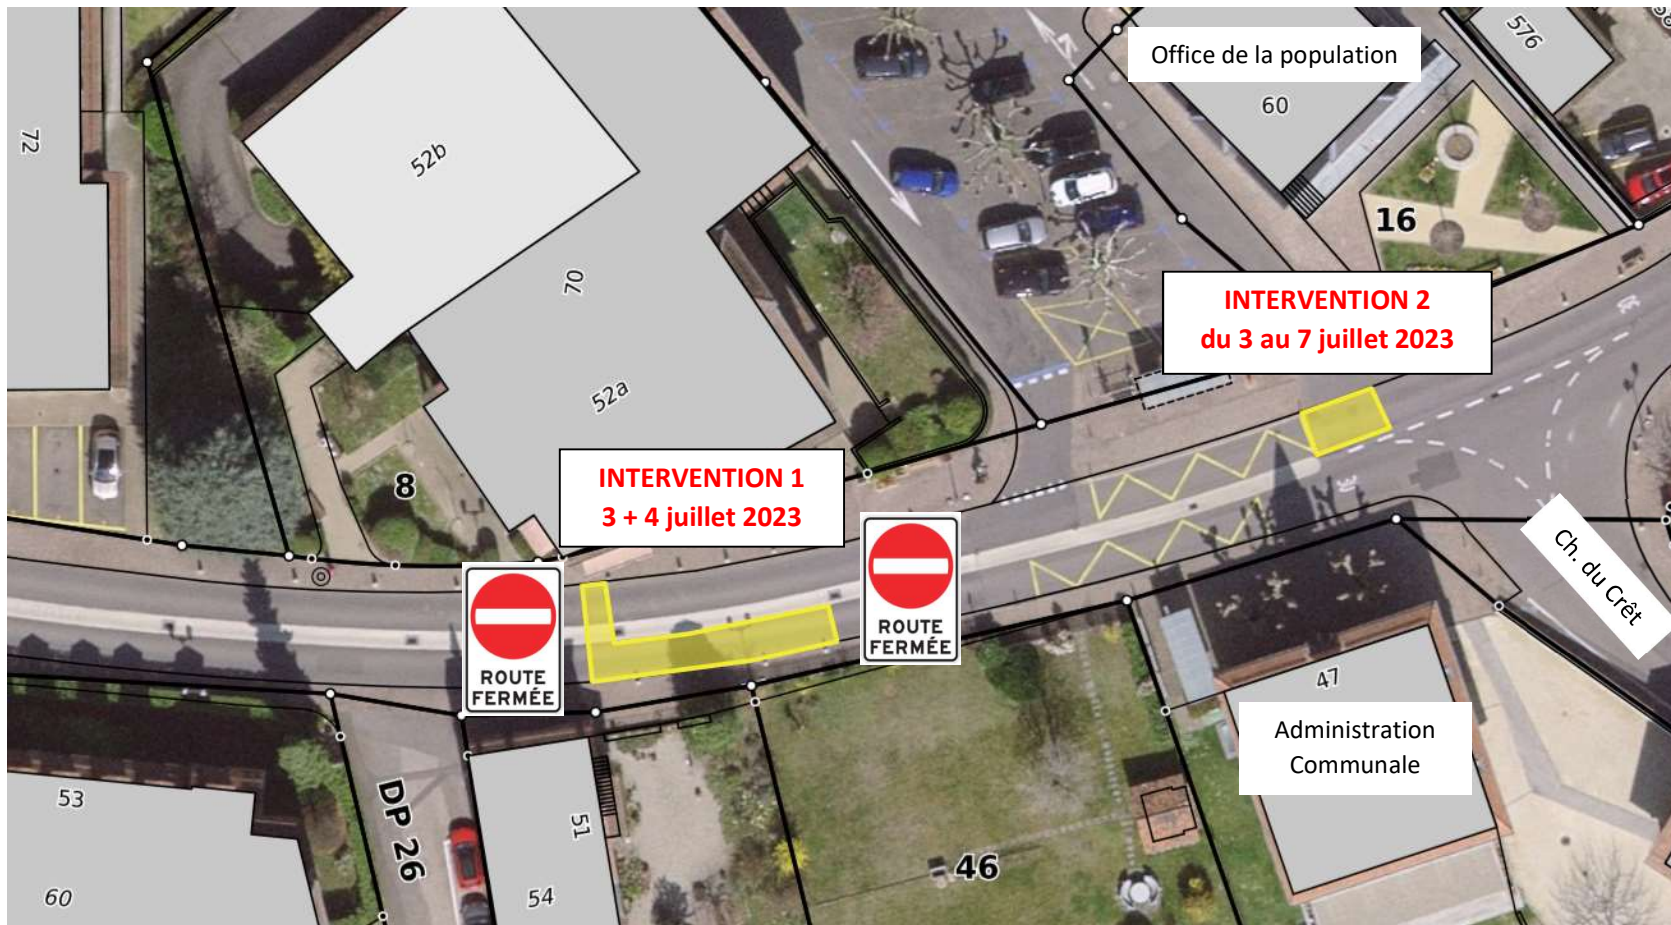 Office de la population
576
60
72
52b
16
70
INTERVENTION 2
du 3 au 7 juillet 2023
52a
INTERVENTION 1
3 + 4 juillet 2023
8
Ch. du Crêt
ROUTE
FERMÉE
ROUTE
FERMÉE
47
Administration
Communale
53
DP 26
51
46
60
54